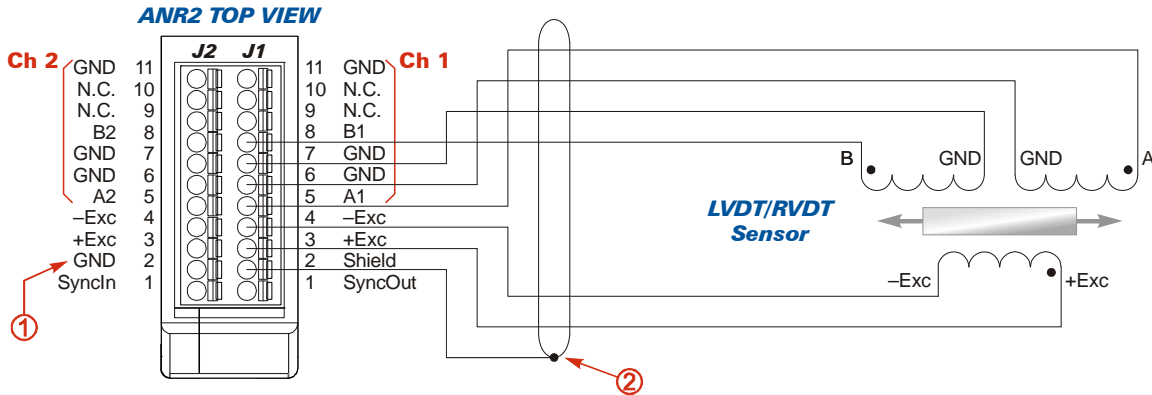 ANR2 TOP VIEW
J2 J1
Ch 2
Ch 1
GND 11
N.C. 10
N.C. 9
B2 8
GND 7
GND 6
A2 5
–Exc 4
+Exc 3
GND 2
SyncIn 1
11 GND
10 N.C.
9 N.C.
8 B1
7 GND
6 GND
5 A1
4 –Exc
3 +Exc
2 Shield
1 SyncOut
B GND GND A
LVDT/RVDT
Sensor
–Exc +Exc
1
2